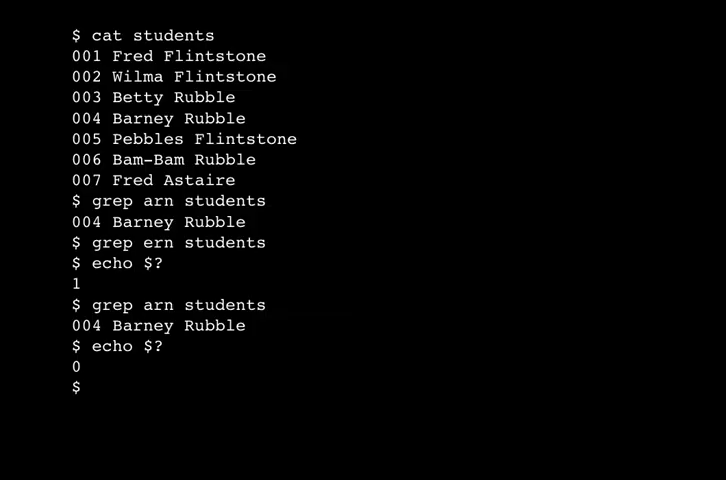 $ cat students
001 Fred Flintstone
002 Wilma Flintstone
003 Betty Rubble
004 Barney Rubble
005 Pebbles Flintstone
006 Bam-Bam Rubble
007 Fred Astaire
$ grep arn students
004 Barney Rubble
$ grep ern students
$ echo $?
1
$ grep arn students
004 Barney Rubble
$ echo $?
0
$